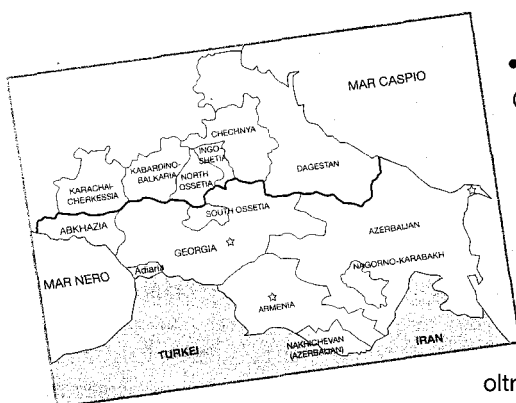 MAR CASPIO
CHECHNYA
INGO-
SHETIA
KABARDINO-
BALKARIA
NORTH
OSSETIA
DAGESTAN
KARACHAI-
CHERKESSIA
SOUTH OSSETIA
ABKHAZIA
AZERBAIJAN
GEORGIA
NAGORNO-KARABAKH
Adjaria
MAR NERO
ARMENIA
NAKHICHEVAN
(AZERBAIJAN)
IRAN
TURKEI
oltr